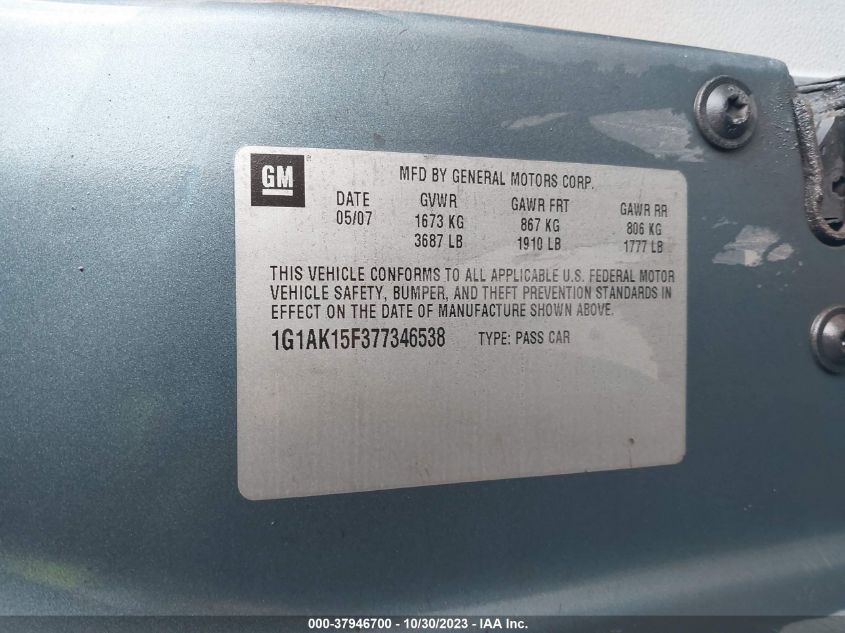 GM
MFD BY GENERAL MOTORS CORP.
DATE GVWR GAWR FRT GAWR RR
05/07 1673 KG 867 KG 806 KG
3687 LB 1910 LB 1777 LB
THIS VEHICLE CONFORMS TO ALL APPLICABLE U.S. FEDERAL MOTOR
VEHICLE SAFETY, BUMPER, AND THEFT PREVENTION STANDARDS IN
EFFECT ON THE DATE OF MANUFACTURE SHOWN ABOVE.
1G1AK15F377346538 TYPE: PASS CAR
000-37946700 - 10/30/2023 - IAA Inc.